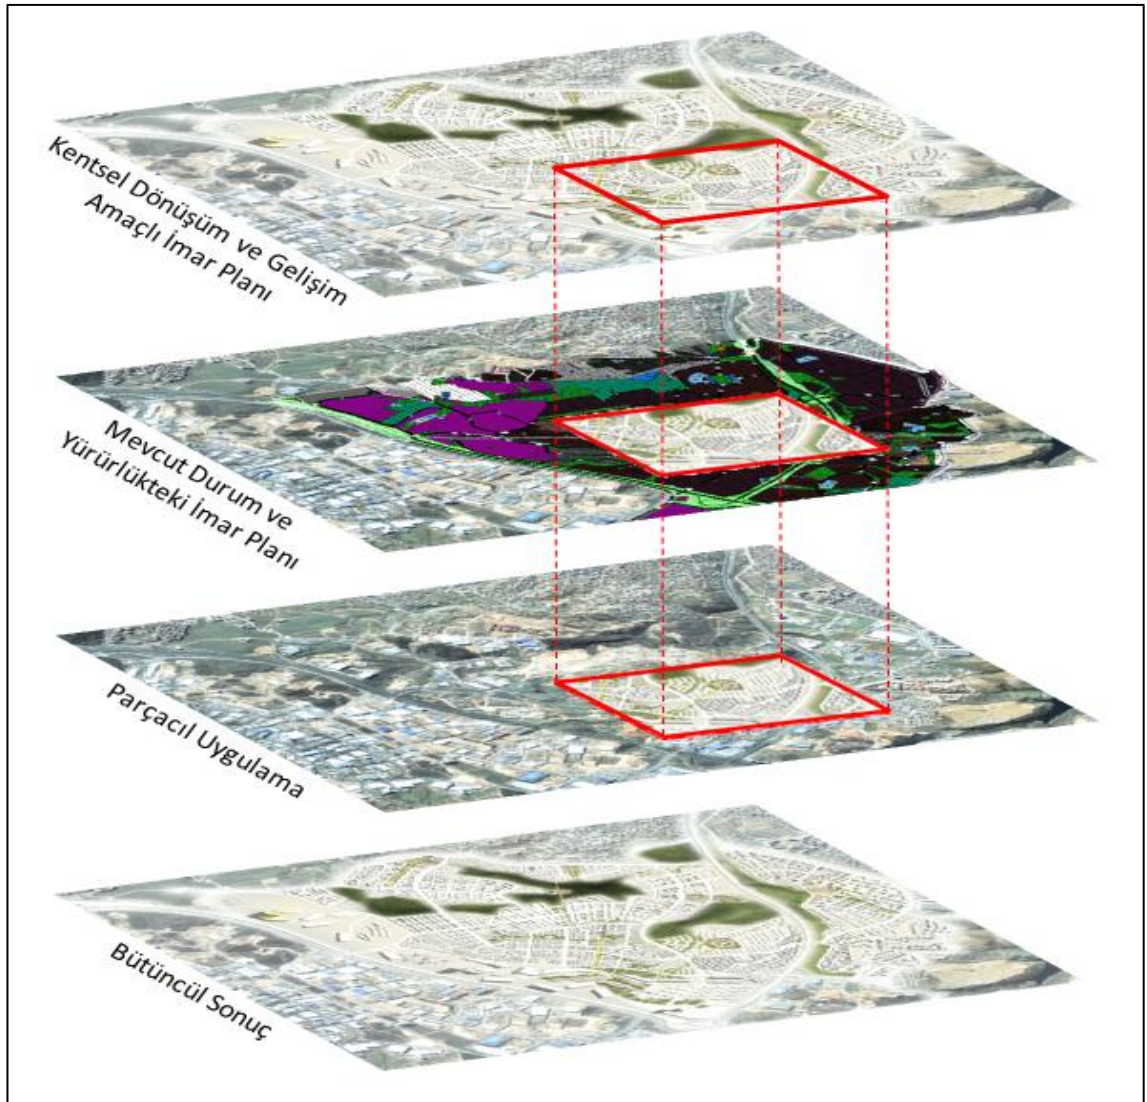 Kentsel Dönüşüm ve Gelişim
Amaçlı İmar Planı
Mevcut Durum ve
Yürürlükteki İmar Planı
Parçacıl Uygulama
Bütüncül Sonuç